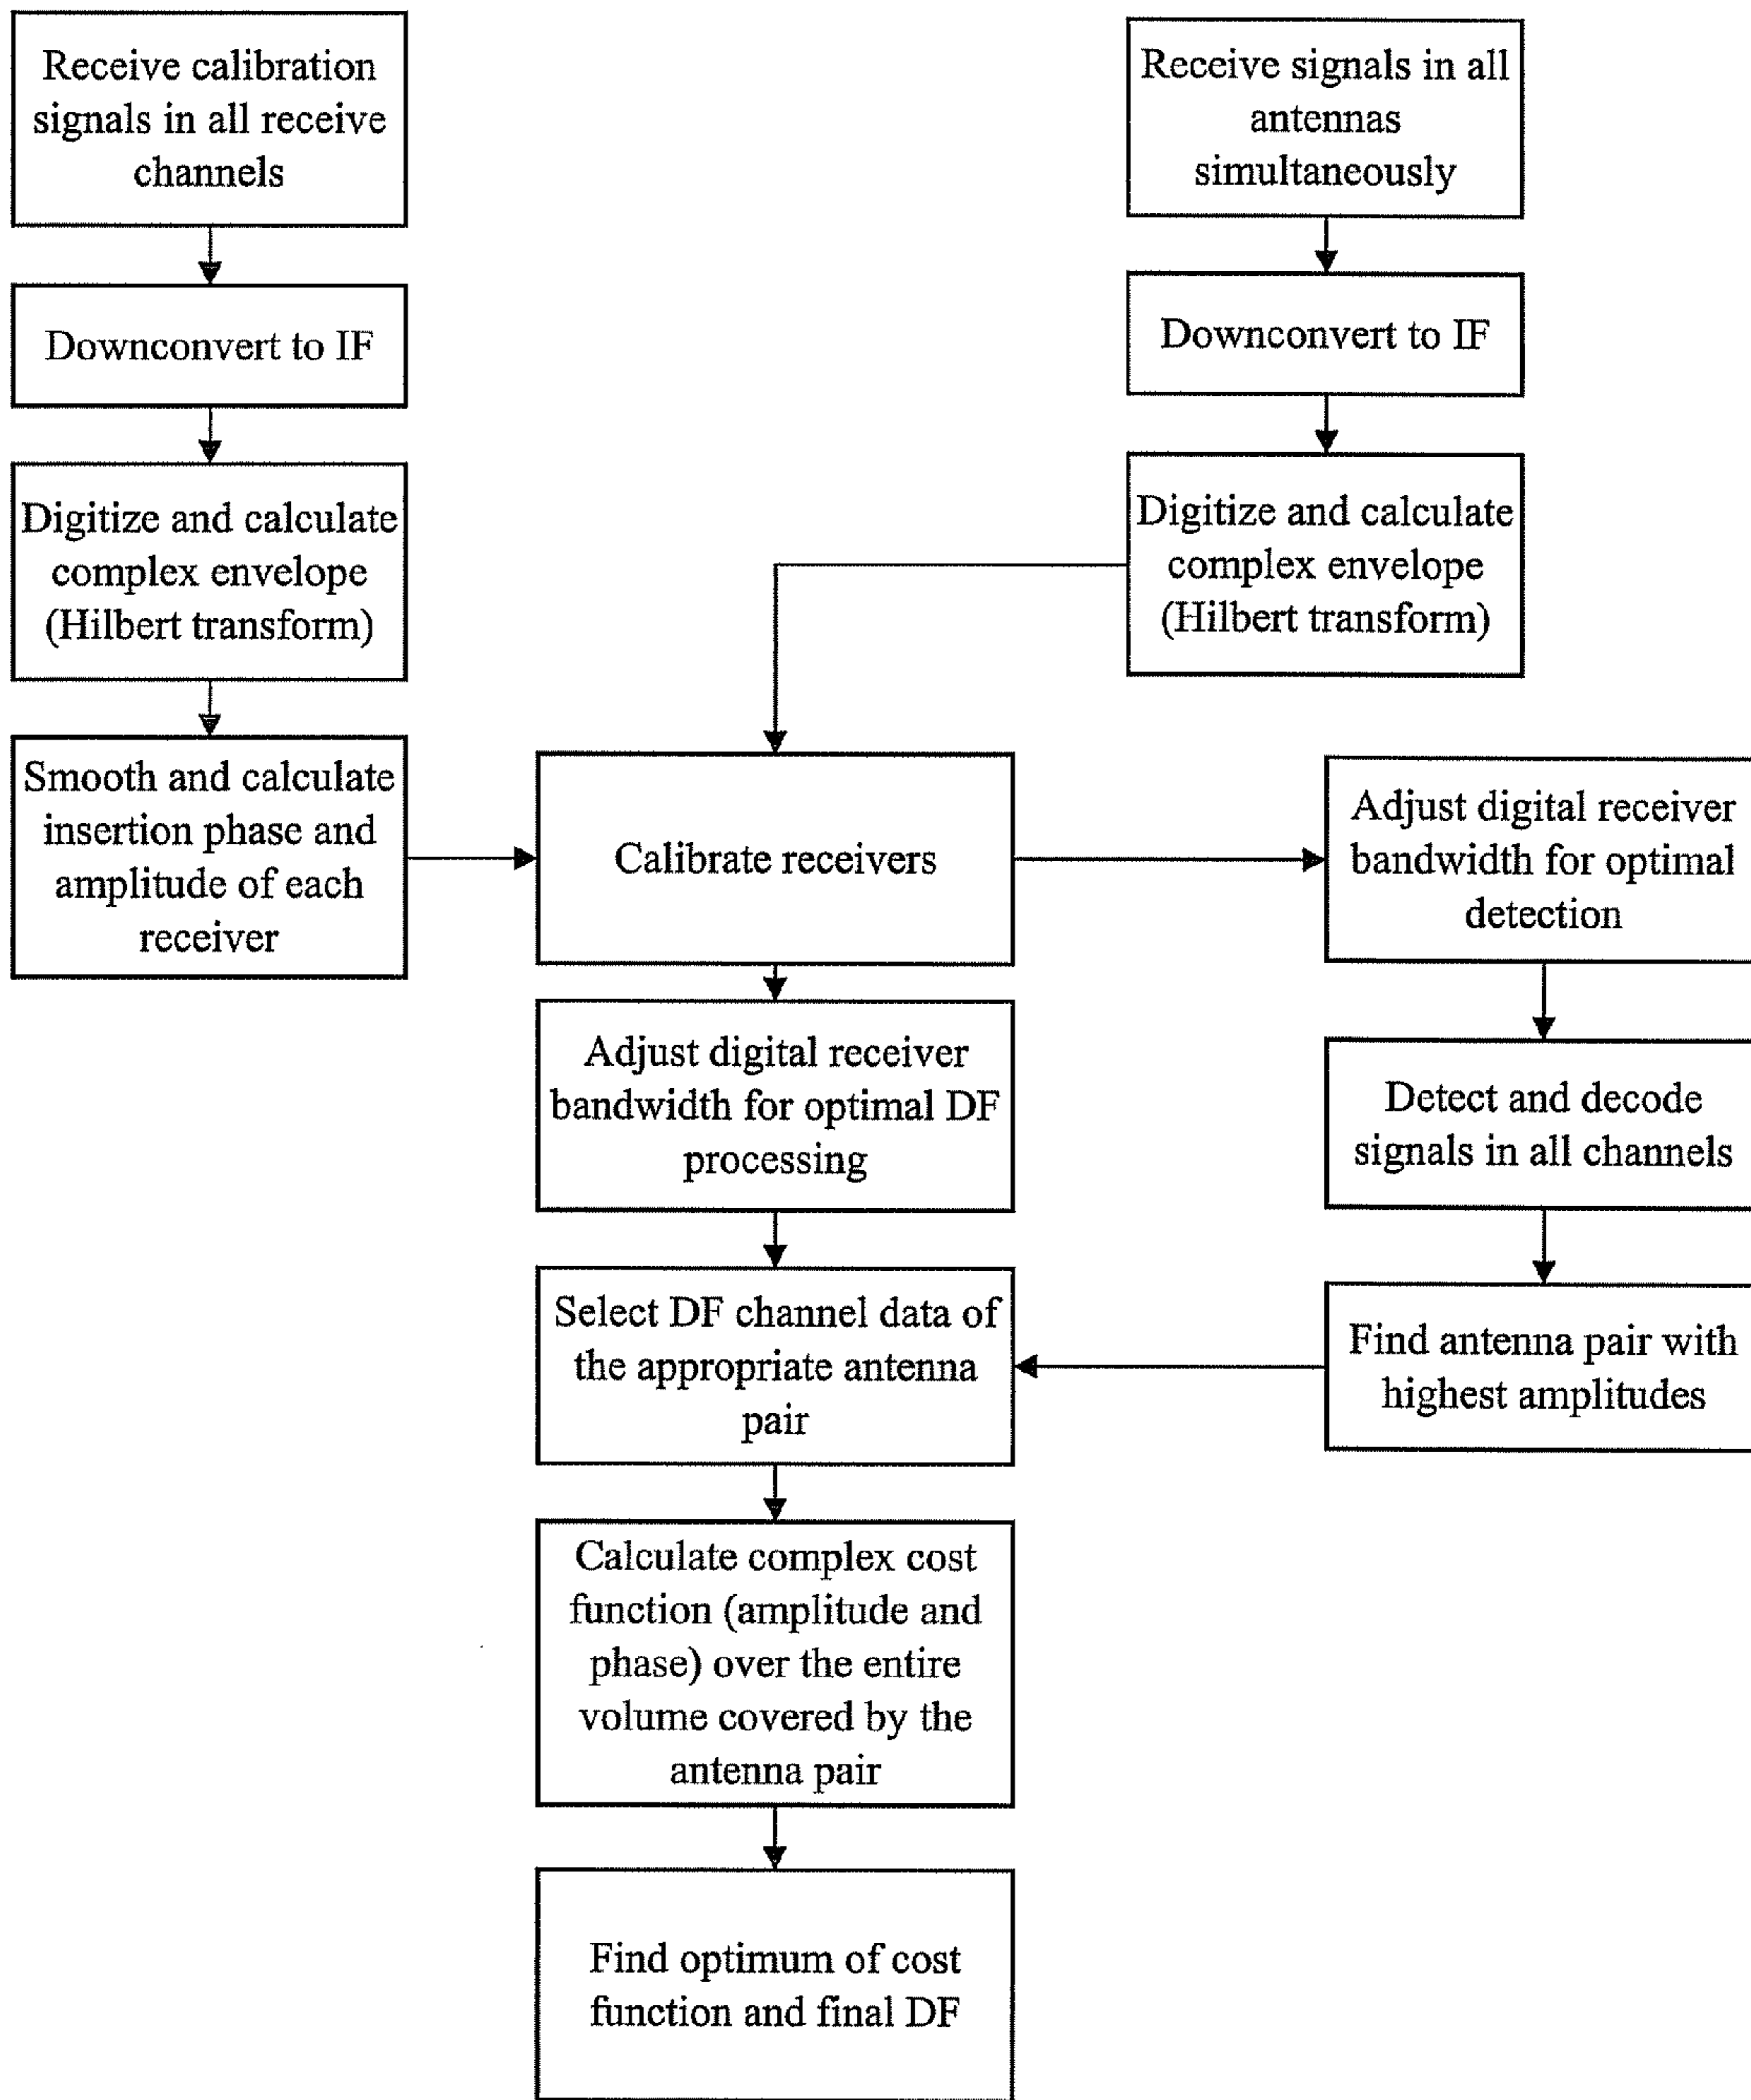 Receive calibration
signals in all receive
channels
Downconvert to IF
Digitize and calculate
complex envelope
(Hilbert transform)
Smooth and calculate
insertion phase and
amplitude of each
receiver
Receive signals in all
antennas
simultaneously
Downconvert to IF
Digitize and calculate
complex envelope
(Hilbert transform)
Calibrate receivers
Adjust digital receiver
bandwidth for optimal DF
processing
Adjust digital receiver
bandwidth for optimal
detection
Detect and decode
signals in all channels
Find antenna pair with
highest amplitudes
Select DF channel data of
the appropriate antenna
pair
Calculate complex cost
function (amplitude and
phase) over the entire
volume covered by the
antenna pair
Find optimum of cost
function and final DF